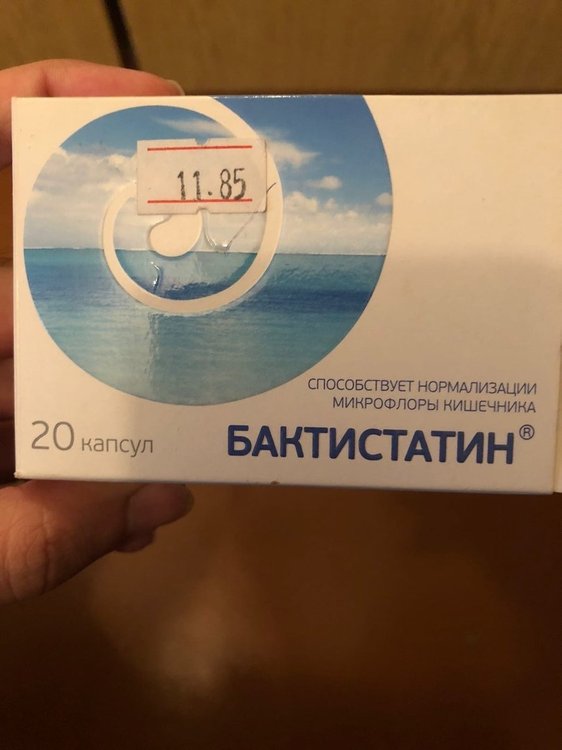 11.85
СПОСОБСТВУЕТ НОРМАЛИЗАЦИИ
МИКРОФЛОРЫ КИШЕЧНИКА
20 капсул
БАКТИСТАТИН®